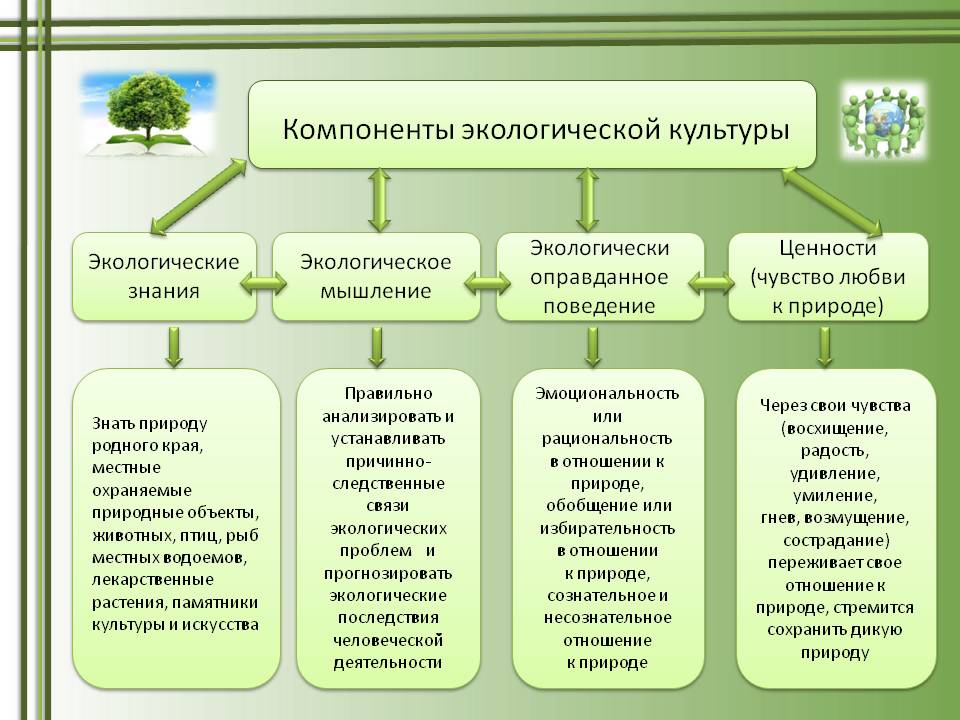 Компоненты экологической культуры
Экологические
знания
Экологическое
мышление
Экологически
оправданное
поведение
Ценности
(чувство любви
к природе)
Знать природу
родного края,
местные
охраняемые
природные объекты,
животных, птиц, рыб
местных водоемов,
лекарственные
растения, памятники
культуры и искусства
Правильно
анализировать и
устанавливать
причинно-
следственные
связи
экологических
проблем и
прогнозировать
экологические
последствия
человеческой
деятельности
Эмоциональность
или
рациональность
в отношении к
природе,
обобщение или
избирательность
в отношении
к природе,
сознательное и
несознательное
отношение
к природе
Через свои чувства
(восхищение,
радость,
удивление,
умиление,
гнев, возмущение,
сострадание)
переживает свое
отношение к
природе, стремится
сохранить дикую
природу